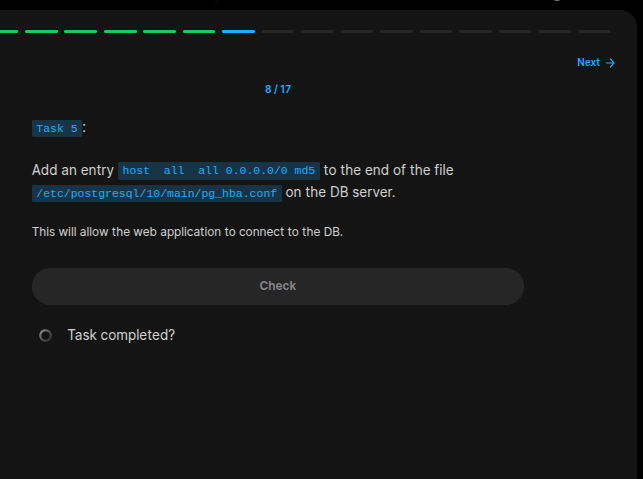 Next →
8 / 17
Task 5 :
Add an entry host  all  all 0.0.0.0/0 md5 to the end of the file
/etc/postgresql/10/main/pg_hba.conf on the DB server.
This will allow the web application to connect to the DB.
Check
Task completed?